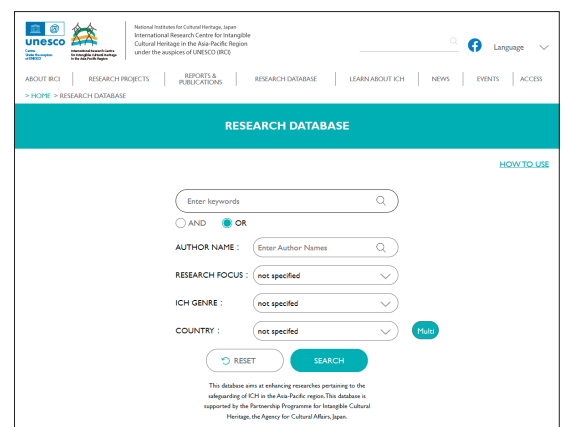 unesco
National Institutes for Cultural Heritage, Japan
International Research Centre for Intangible
Cultural Heritage in the Asia-Pacific Region
under the auspices of UNESCO (IRCI)
Language
ABOUT IRCI
RESEARCH PROJECTS
REPORTS &
PUBLICATIONS
RESEARCH DATABASE
LEARN ABOUT ICH
NEWS
EVENTS
ACCESS
> HOME > RESEARCH DATABASE
RESEARCH DATABASE
HOW TO USE
Enter keywords
AND OR
AUTHOR NAME : Enter Author Names
RESEARCH FOCUS : not specified
ICH GENRE : not specifed
COUNTRY : not specifed Multi
RESET SEARCH
This database aims at enhancing researches pertaining to the
safeguarding of ICH in the Asia-Pacific region. This database is
supported by the Partnership Programme for Intangible Cultural
Heritage, the Agency for Cultural Affairs, Japan.